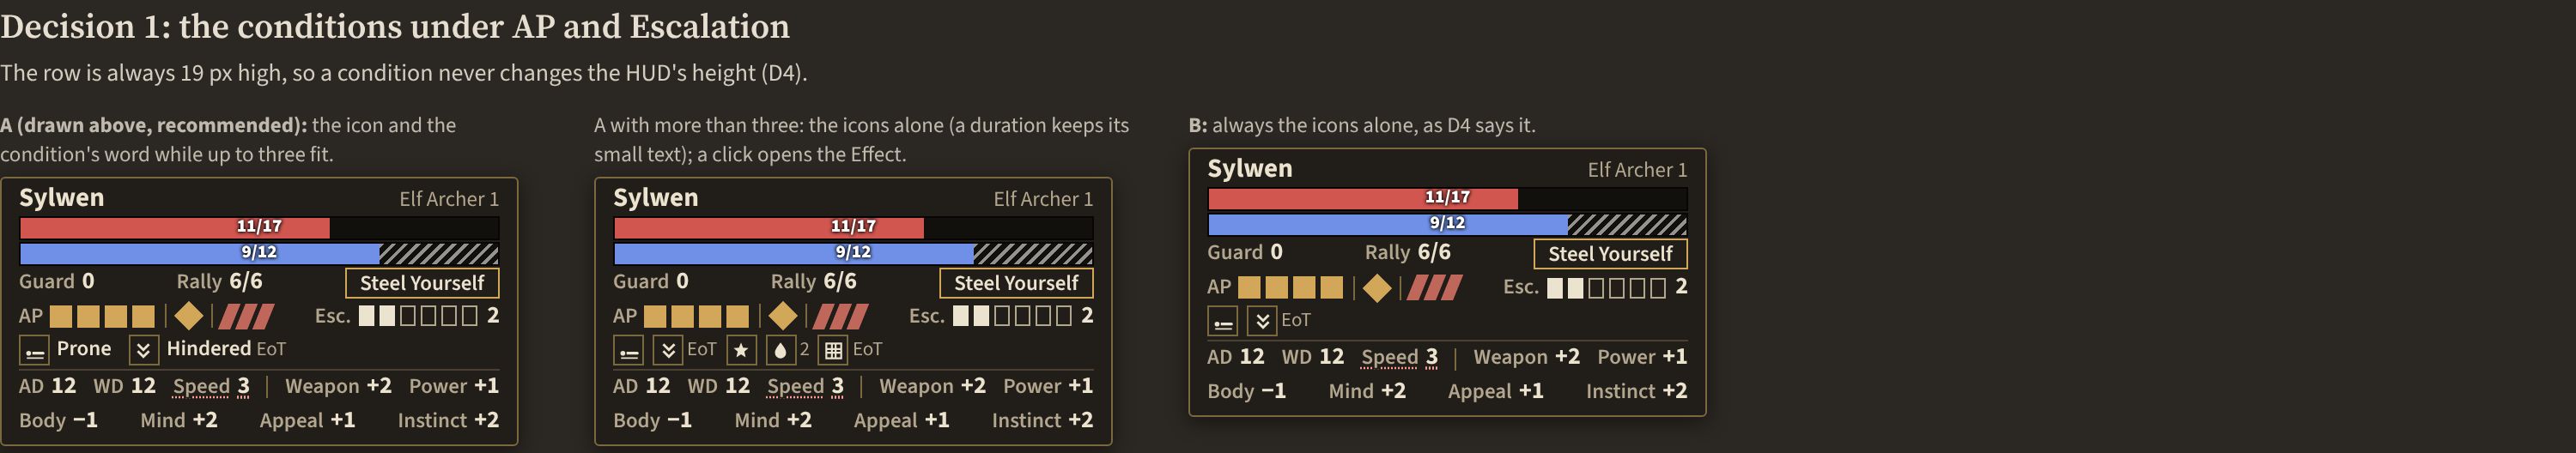 Decision 1: the conditions under AP and Escalation
The row is always 19 px high, so a condition never changes the HUD's height (D4).
A (drawn above, recommended): the icon and the
condition's word while up to three fit.
Sylwen Elf Archer 1
11/17
9/12
Guard 0 Rally 6/6 Steel Yourself
AP Esc. 2
Prone Hindered EoT
AD 12 WD 12 Speed 3 Weapon +2 Power +1
Body −1 Mind +2 Appeal +1 Instinct +2
A with more than three: the icons alone (a duration keeps its
small text); a click opens the Effect.
Sylwen Elf Archer 1
11/17
9/12
Guard 0 Rally 6/6 Steel Yourself
AP Esc. 2
EoT 2 EoT
AD 12 WD 12 Speed 3 Weapon +2 Power +1
Body −1 Mind +2 Appeal +1 Instinct +2
B: always the icons alone, as D4 says it.
Sylwen Elf Archer 1
11/17
9/12
Guard 0 Rally 6/6 Steel Yourself
AP Esc. 2
EoT
AD 12 WD 12 Speed 3 Weapon +2 Power +1
Body −1 Mind +2 Appeal +1 Instinct +2